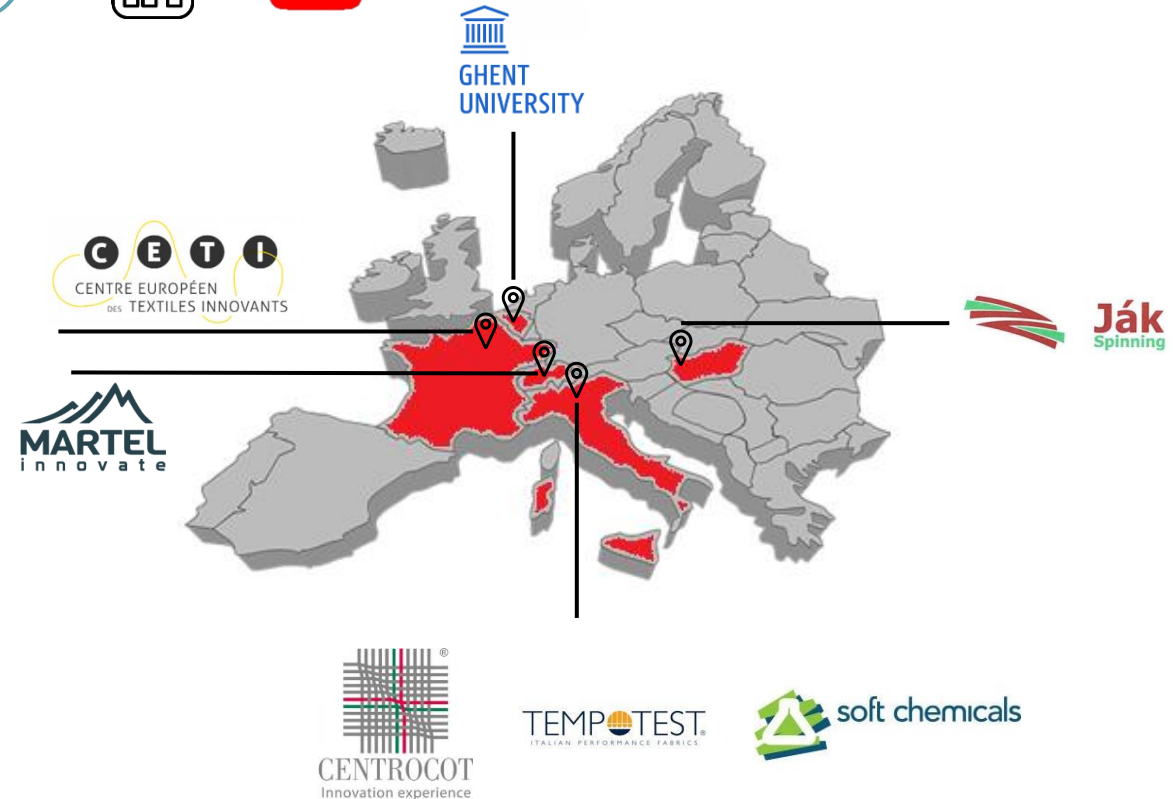 GHENT
UNIVERSITY
C E T I
CENTRE EUROPÉEN
DES TEXTILES INNOVANTS
Ják
Spinning
MARTEL
innovate
®
CENTROCOT
Innovation experience
TEMPOTEST®
ITALIAN PERFORMANCE FABRICS
soft chemicals